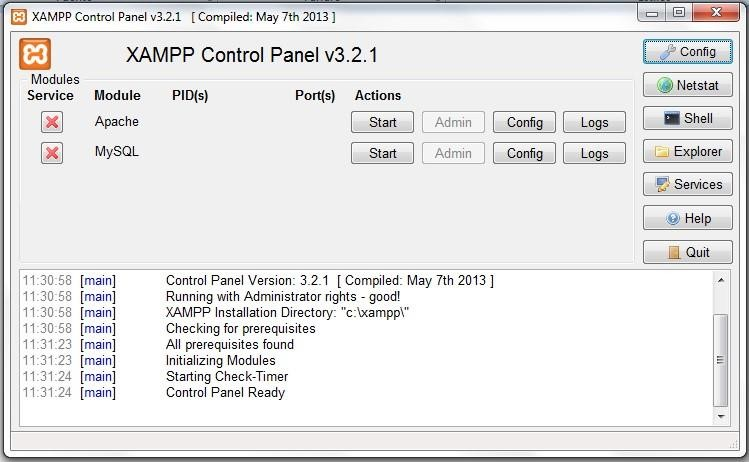 XAMPP Control Panel v3.2.1 [ Compiled: May 7th 2013 ]
XAMPP Control Panel v3.2.1
Config
Modules
Service Module PID(s) Port(s) Actions
Netstat
Apache Start Admin Config Logs
Shell
MySQL Start Admin Config Logs
Explorer
Services
Help
Quit
11:30:58 [main] Control Panel Version: 3.2.1 [ Compiled: May 7th 2013 ]
11:30:58 [main] Running with Administrator rights - good!
11:30:58 [main] XAMPP Installation Directory: "c:\xampp\"
11:30:58 [main] Checking for prerequisites
11:31:23 [main] All prerequisites found
11:31:23 [main] Initializing Modules
11:31:24 [main] Starting Check-Timer
11:31:24 [main] Control Panel Ready